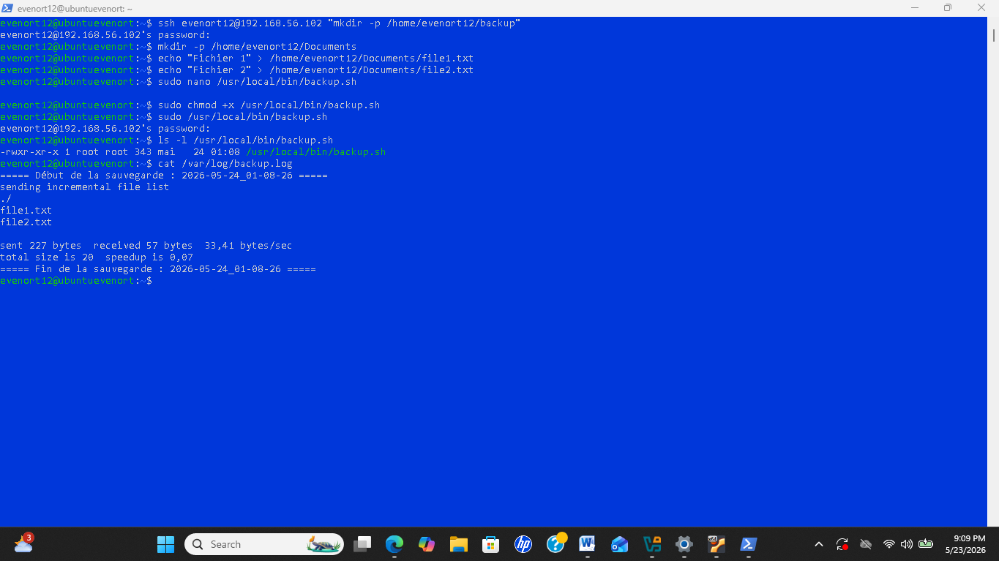 evenort12@ubuntuevenort: ~
evenort12@ubuntuevenort:~$ ssh evenort12@192.168.56.102 "mkdir -p /home/evenort12/backup"
evenort12@192.168.56.102's password:
evenort12@ubuntuevenort:~$ mkdir -p /home/evenort12/Documents
evenort12@ubuntuevenort:~$ echo "Fichier 1" > /home/evenort12/Documents/file1.txt
evenort12@ubuntuevenort:~$ echo "Fichier 2" > /home/evenort12/Documents/file2.txt
evenort12@ubuntuevenort:~$ sudo nano /usr/local/bin/backup.sh
evenort12@ubuntuevenort:~$ sudo chmod +x /usr/local/bin/backup.sh
evenort12@ubuntuevenort:~$ sudo /usr/local/bin/backup.sh
evenort12@192.168.56.102's password:
evenort12@ubuntuevenort:~$ ls -l /usr/local/bin/backup.sh
-rwxr-xr-x 1 root root 343 mai   24 01:08 /usr/local/bin/backup.sh
evenort12@ubuntuevenort:~$ cat /var/log/backup.log
===== Début de la sauvegarde : 2026-05-24_01-08-26 =====
sending incremental file list
./
file1.txt
file2.txt
sent 227 bytes  received 57 bytes  33,41 bytes/sec
total size is 20  speedup is 0,07
===== Fin de la sauvegarde : 2026-05-24_01-08-26 =====
evenort12@ubuntuevenort:~$
3
Search
hp
?
W
x64
9:09 PM
5/23/2026